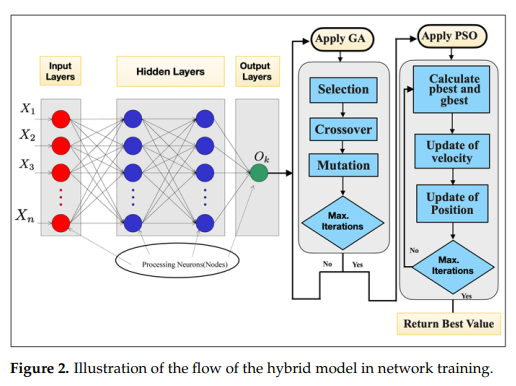 Input
Layers
Hidden Layers
Output
Layers
X1
X2
X3
Xn
Ok
Processing Neurons(Nodes)
Apply GA
Selection
Crossover
Mutation
Max.
Iterations
No
Yes
Apply PSO
Calculate
pbest and
gbest
Update of
velocity
Update of
Position
No
Max.
Iterations
Yes
Return Best Value
Figure 2. Illustration of the flow of the hybrid model in network training.